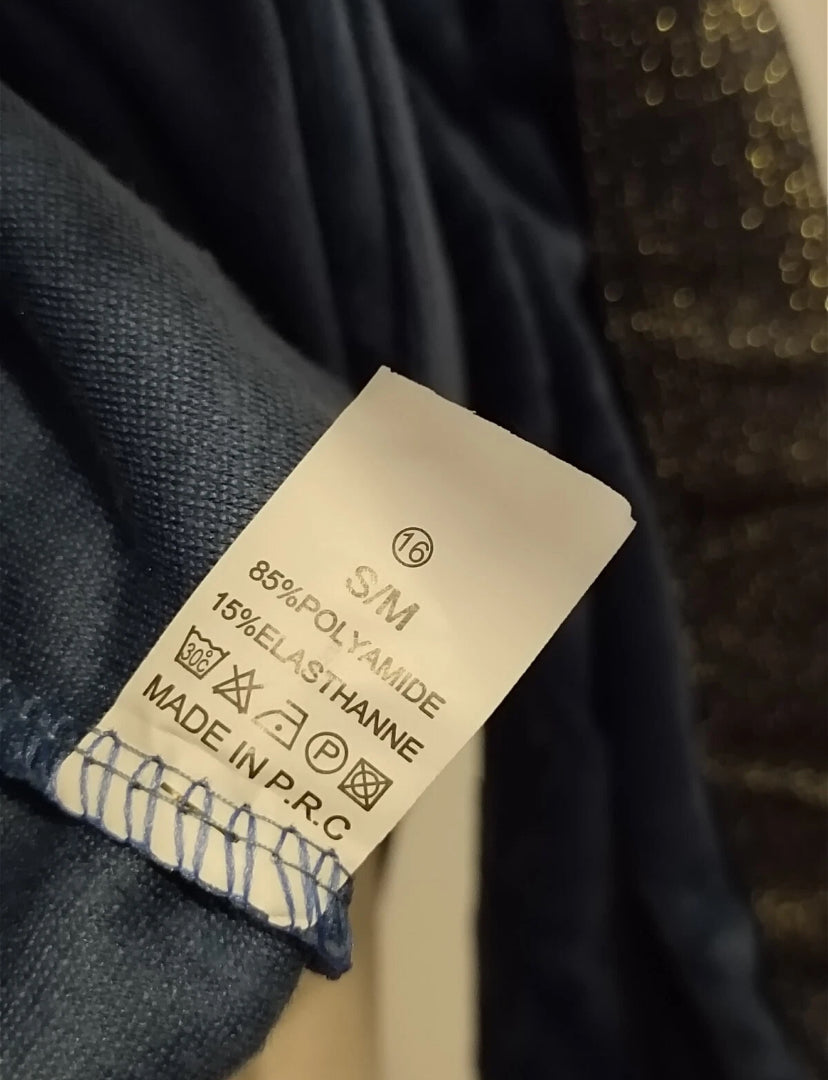 16
S/M
85%POLYAMIDE
15%ELASTHANNE
30°C P
MADE IN P.R.C